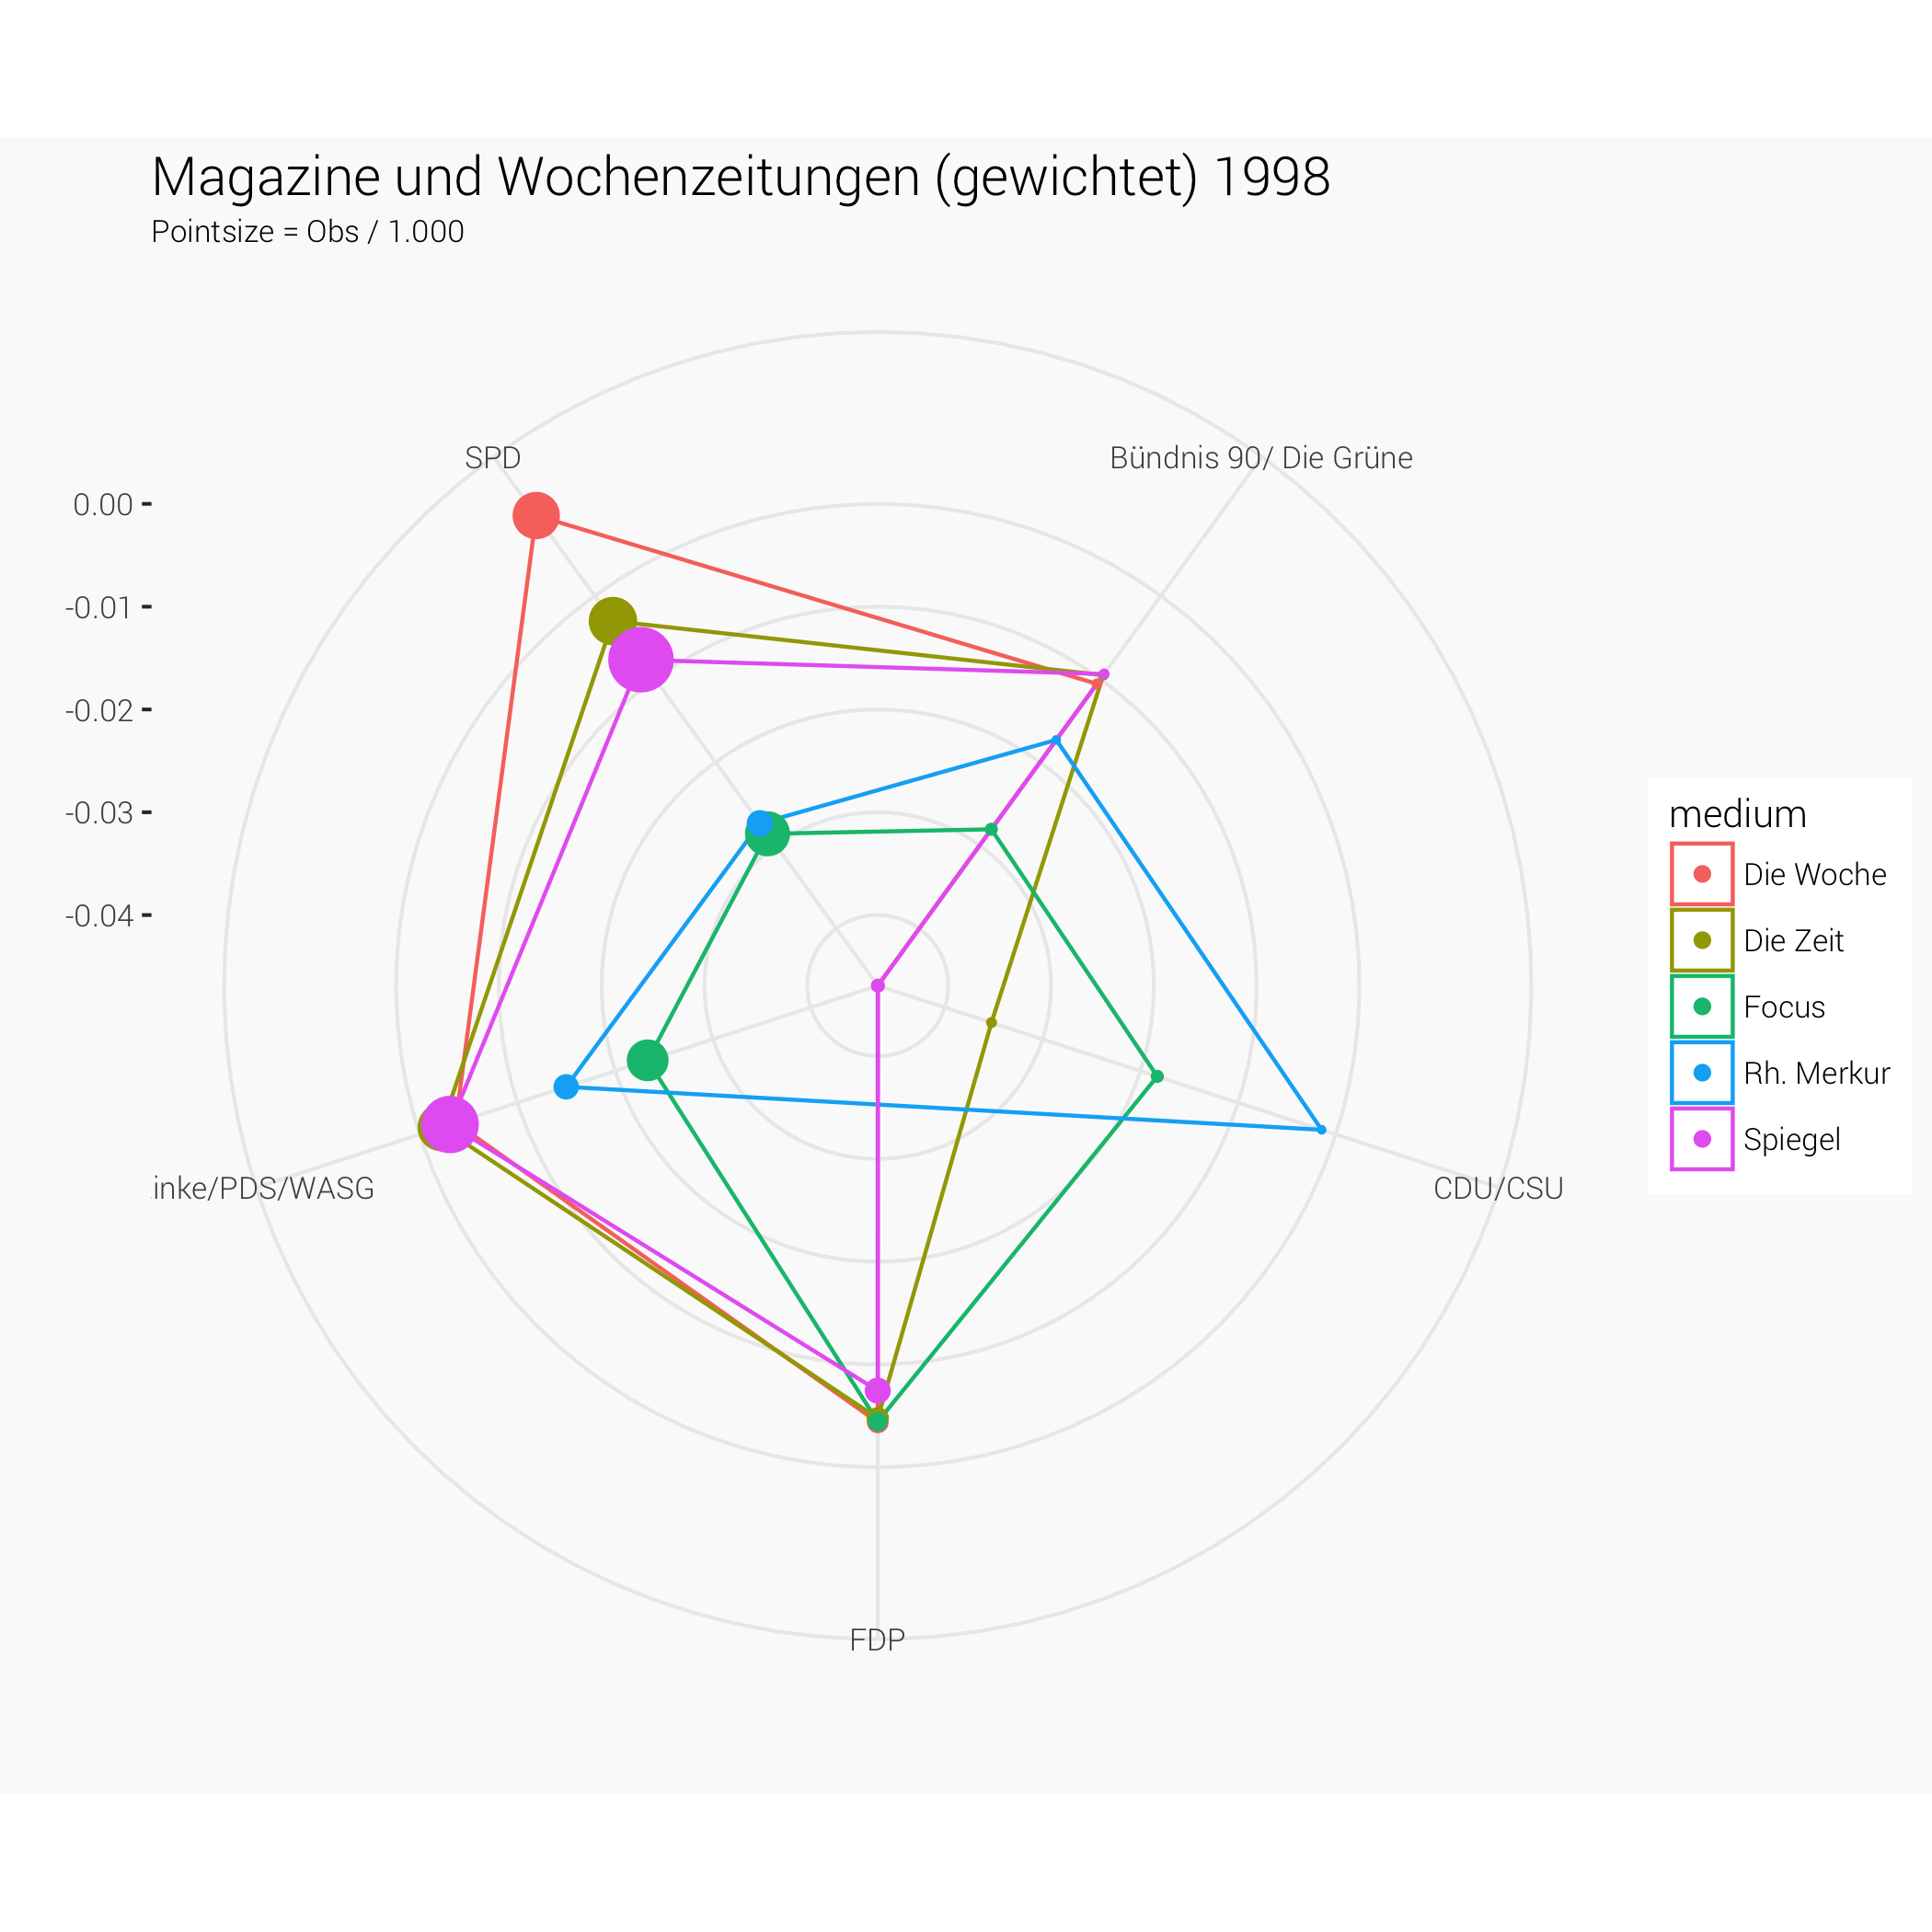 Magazine und Wochenzeitungen (gewichtet) 1998
Pointsize = Obs / 1.000
SPD
Bündnis 90/ Die Grüne
0.00
-0.01
-0.02
-0.03
-0.04
medium
Die Woche
Die Zeit
Focus
Rh. Merkur
Spiegel
inke/PDS/WASG
CDU/CSU
FDP